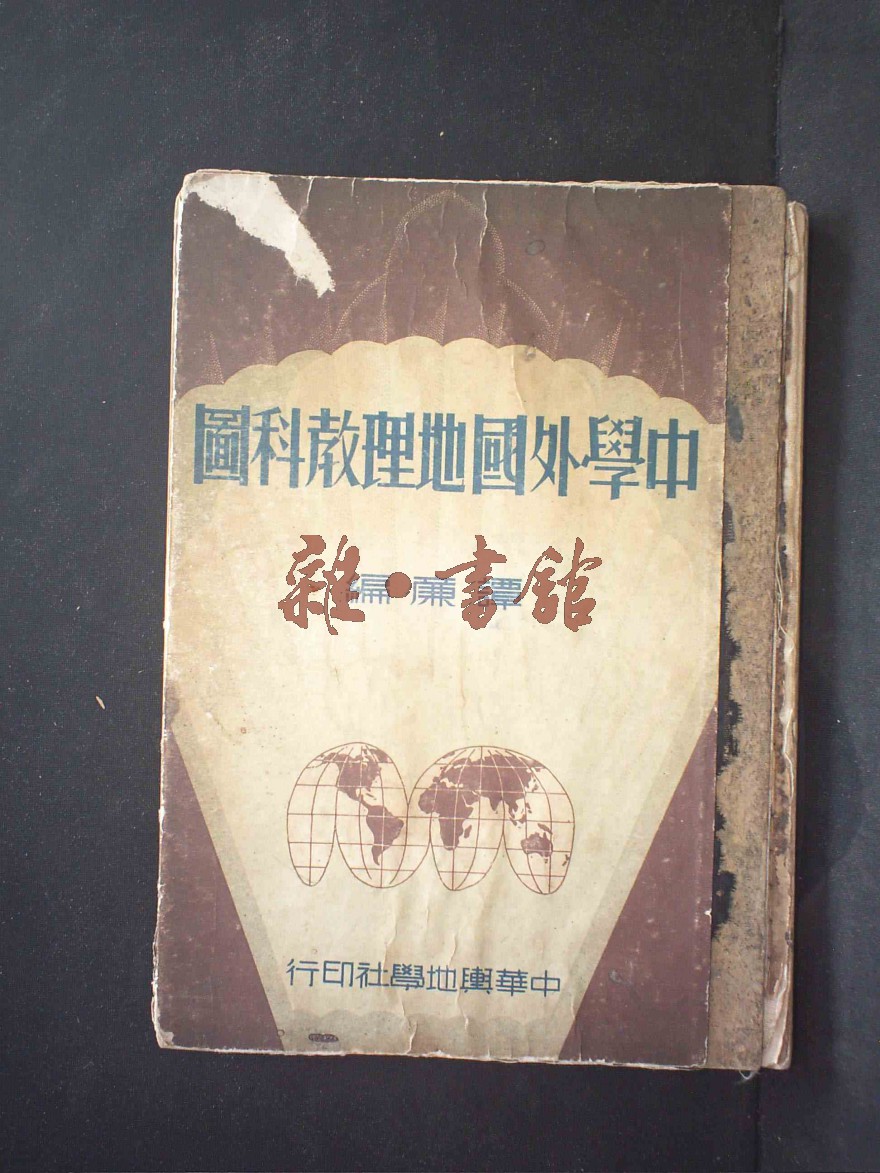 中學外國地理教科圖
譚廉編
雜·書館
中華輿地學社印行